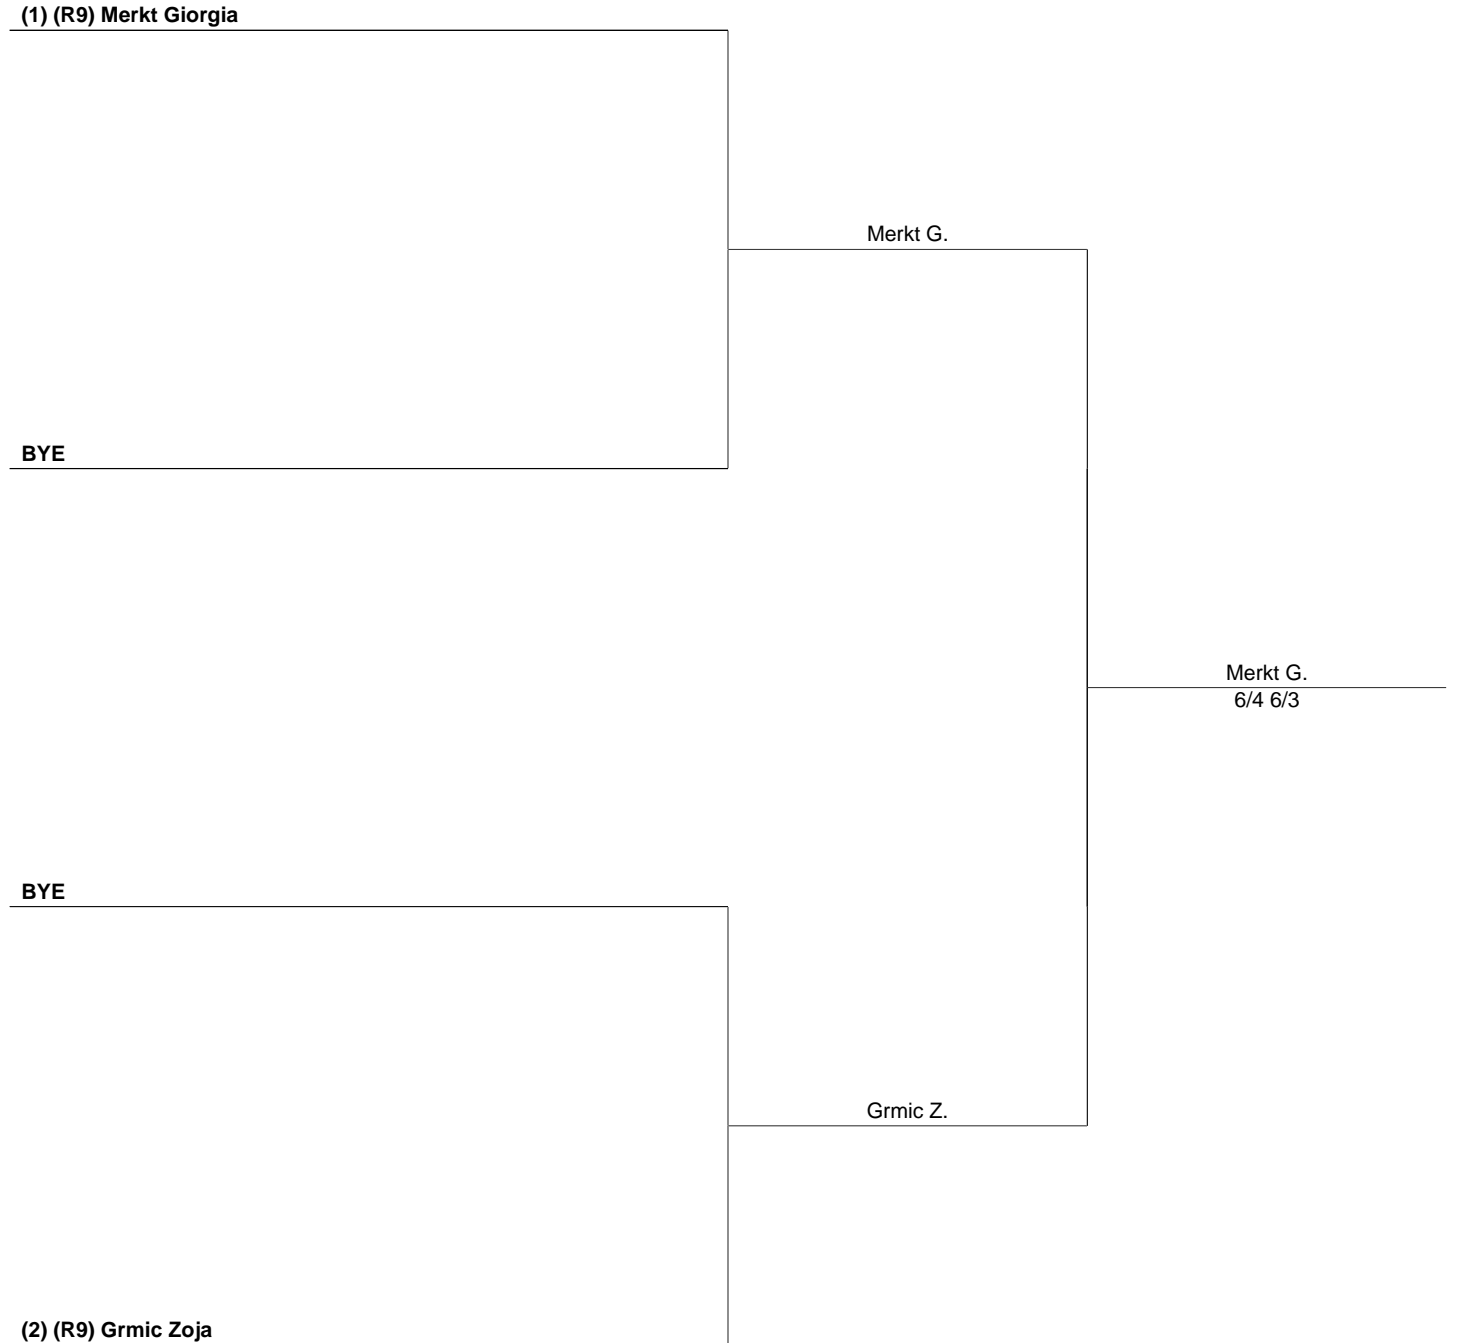 (1) (R9) Merkt Giorgia
Merkt G.
BYE
Merkt G.
6/4 6/3
BYE
Grmic Z.
(2) (R9) Grmic Zoja